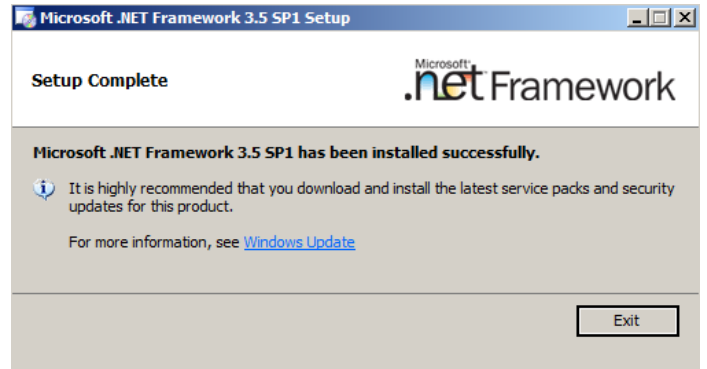 Microsoft .NET Framework 3.5 SP1 Setup
Setup Complete
Microsoft
.net Framework
Microsoft .NET Framework 3.5 SP1 has been installed successfully.
It is highly recommended that you download and install the latest service packs and security
updates for this product.
For more information, see Windows Update
Exit